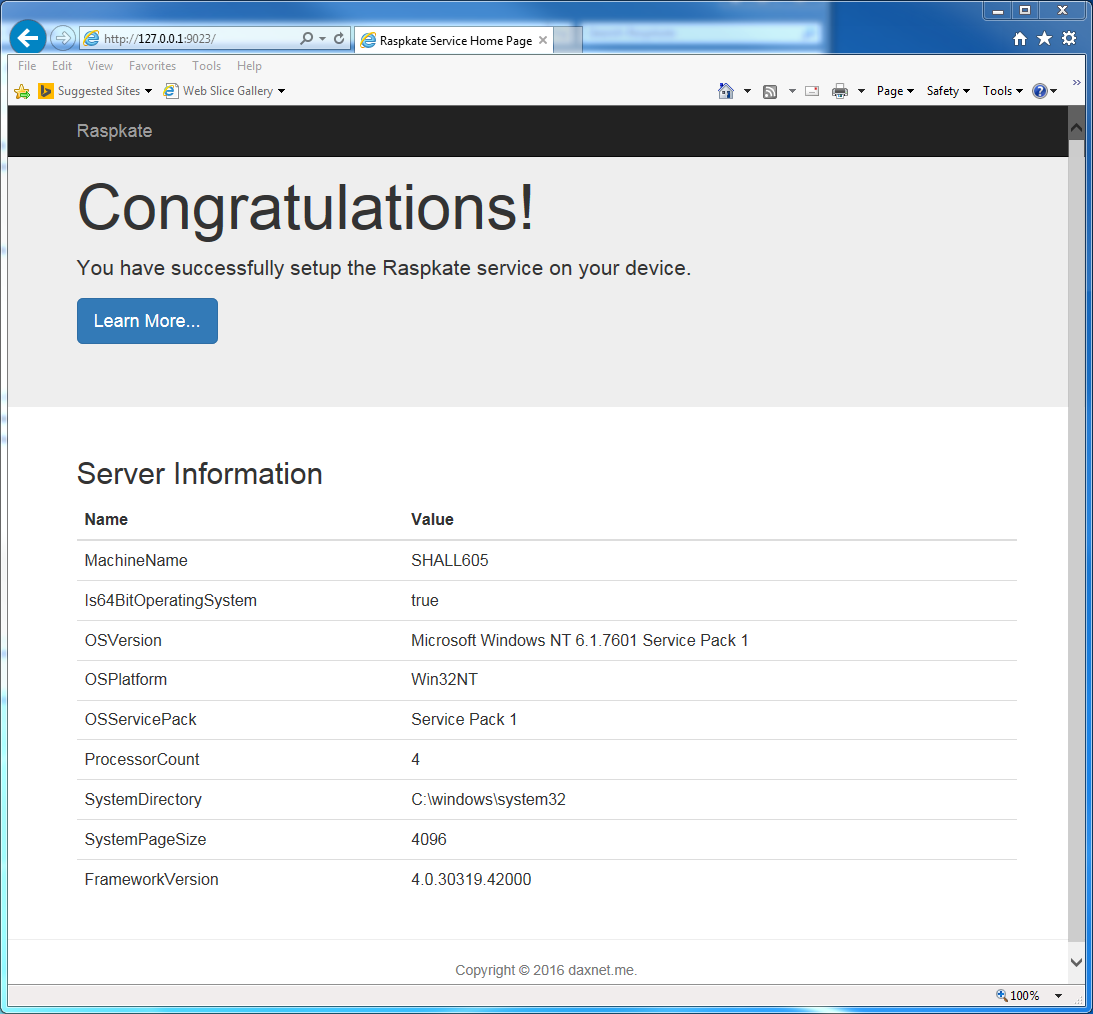 http://127.0.0.1:9023/
Raspkate Service Home Page
File Edit View Favorites Tools Help
Suggested Sites Web Slice Gallery Page Safety Tools
Raspkate
Congratulations!
You have successfully setup the Raspkate service on your device.
Learn More...
Server Information
Name Value
MachineName SHALL605
Is64BitOperatingSystem true
OSVersion Microsoft Windows NT 6.1.7601 Service Pack 1
OSPlatform Win32NT
OSServicePack Service Pack 1
ProcessorCount 4
SystemDirectory C:\windows\system32
SystemPageSize 4096
FrameworkVersion 4.0.30319.42000
Copyright © 2016 daxnet.me.
100%